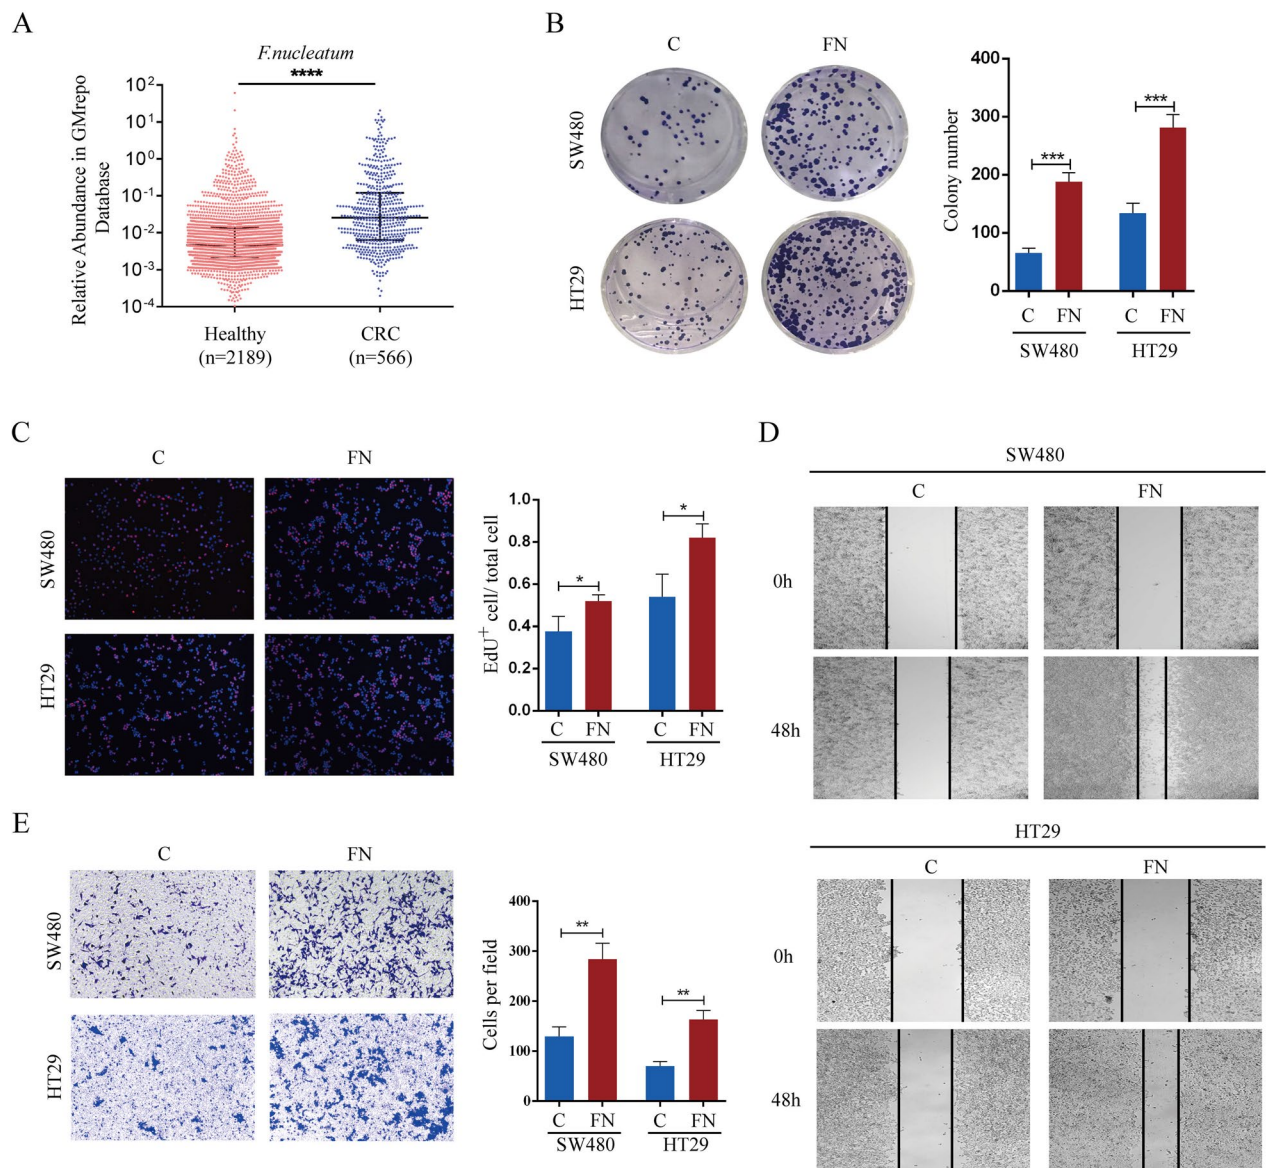 A
F.nucleatum
****
Relative Abundance in GMrepo
Database
10²
10¹
10⁰
10⁻¹
10⁻²
10⁻³
10⁻⁴
Healthy
(n=2189)
CRC
(n=566)
B
C
FN
SW480
HT29
Colony number
400
300
200
100
0
***
***
C
FN
C
FN
SW480
HT29
C
C
FN
SW480
HT29
EdU⁺ cell/ total cell
1.0
0.8
0.6
0.4
0.2
0.0
*
*
C
FN
C
FN
SW480
HT29
D
SW480
C
FN
0h
48h
HT29
C
FN
0h
48h
E
C
FN
SW480
HT29
Cells per field
400
300
200
100
0
**
**
C
FN
C
FN
SW480
HT29